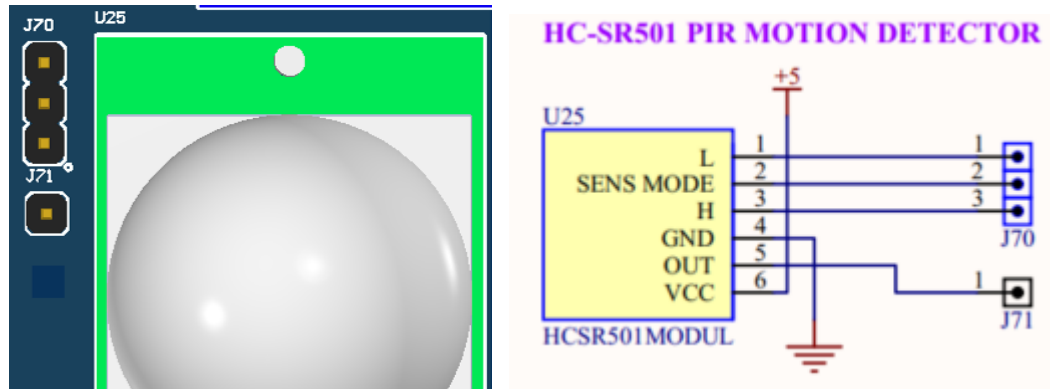 J70
U25
J71
HC-SR501 PIR MOTION DETECTOR
+5
U25
L 1 1
SENS MODE 2 2
H 3 3
GND 4 J70
OUT 5
VCC 6 1
HCSR501MODUL J71